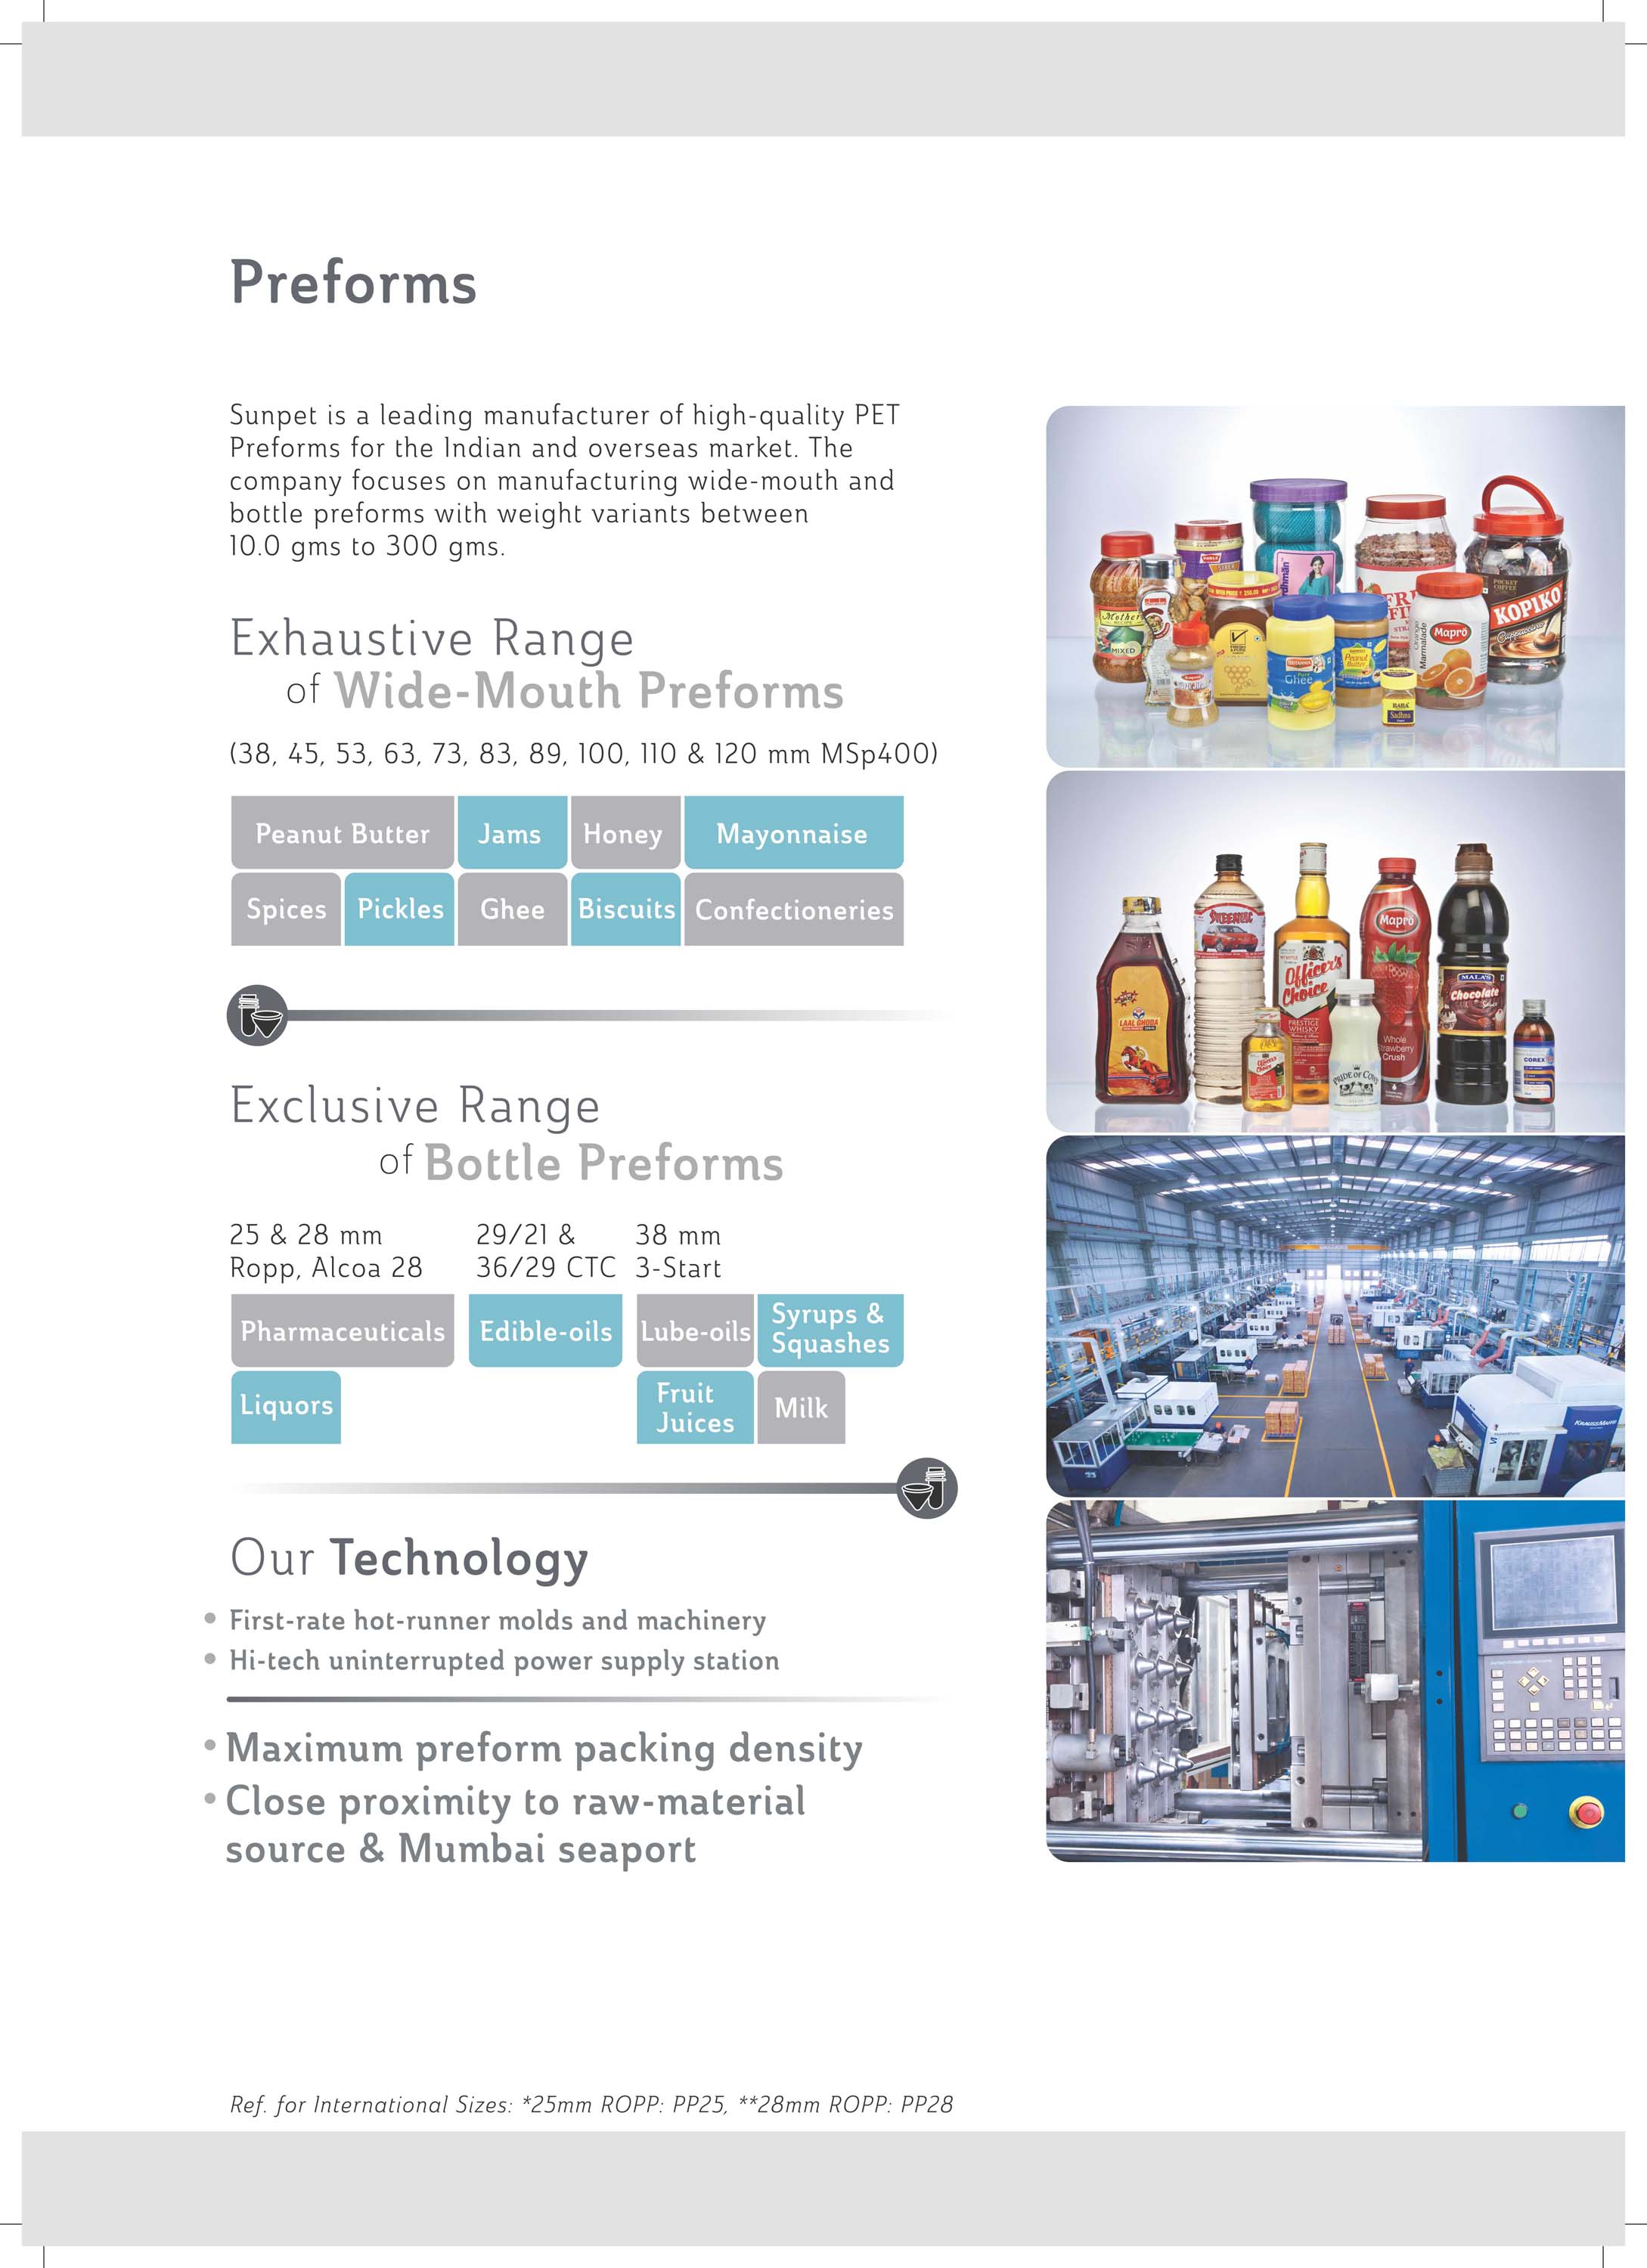 Preforms
Sunpet is a leading manufacturer of high-quality PET
Preforms for the Indian and overseas market. The
company focuses on manufacturing wide-mouth and
bottle preforms with weight variants between
10.0 gms to 300 gms.
Exhaustive Range
of Wide-Mouth Preforms
(38, 45, 53, 63, 73, 83, 89, 100, 110 & 120 mm MSp400)
Peanut Butter Jams Honey Mayonnaise
Spices Pickles Ghee Biscuits Confectioneries
Exclusive Range
of Bottle Preforms
25 & 28 mm
Ropp, Alcoa 28
29/21 &
36/29 CTC
38 mm
3-Start
Pharmaceuticals
Liquors
Edible-oils
Lube-oils
Syrups &
Squashes
Fruit
Juices
Milk
Our Technology
• First-rate hot-runner molds and machinery
• Hi-tech uninterrupted power supply station
• Maximum preform packing density
• Close proximity to raw-material
source & Mumbai seaport
Ref. for International Sizes: *25mm ROPP: PP25, **28mm ROPP: PP28
Mother's
RECIPE
MIXED
PARLE
BRITANNIA
Pure
Ghee
Peanut
Butter
BABA
Sadhna
Orange
Marmalade
Mapro
POCKET
COFFEE
KOPIKO
Cappuccino
LAAL GHODA
Officer's
Choice
PRESTIGE
WHISKY
Officer's
Choice
PRIDE OF COWS
Mapro
Whole
Strawberry
Crush
MALA'S
Chocolate
COREX
KRAUSSMAFFEI